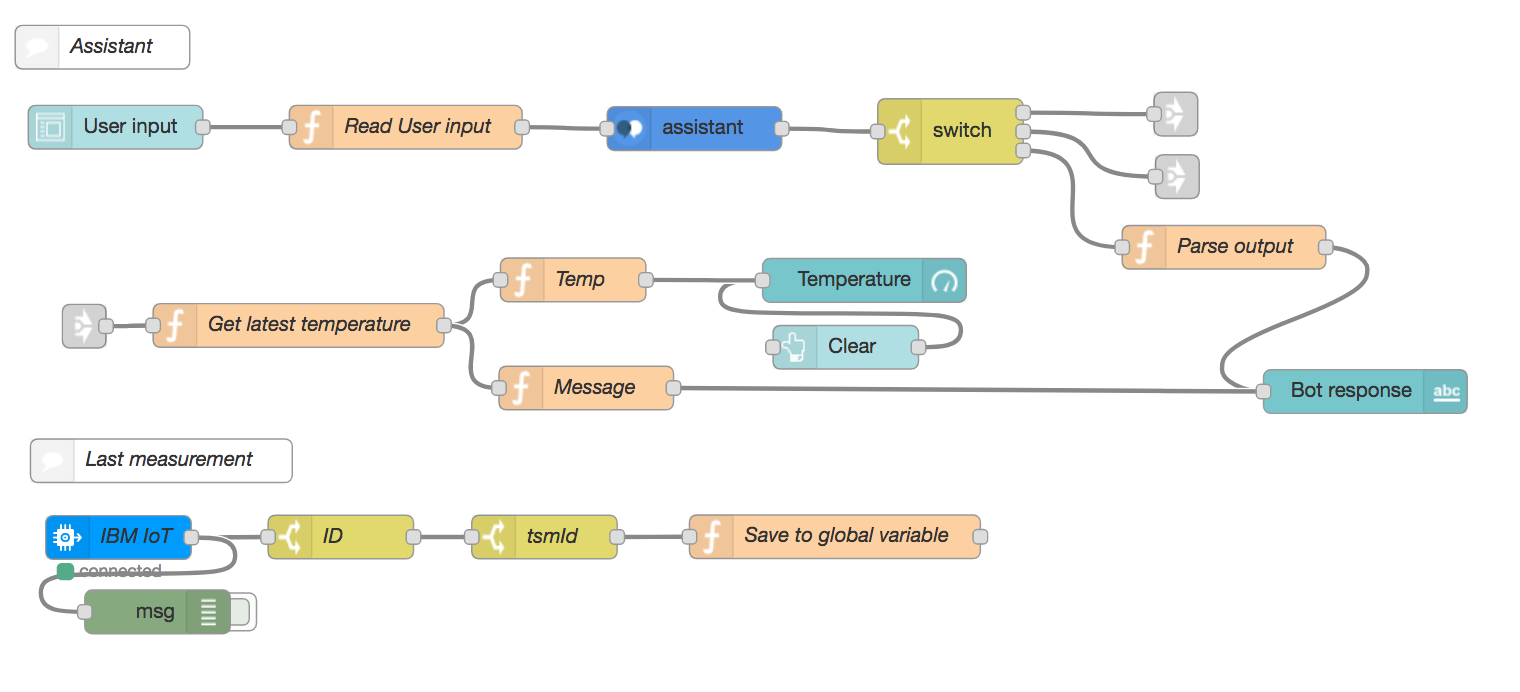 Assistant
User input
Read User input
assistant
switch
Parse output
Temp
Temperature
Get latest temperature
Clear
Message
Bot response
abc
Last measurement
IBM IoT
ID
tsmId
Save to global variable
connected
msg